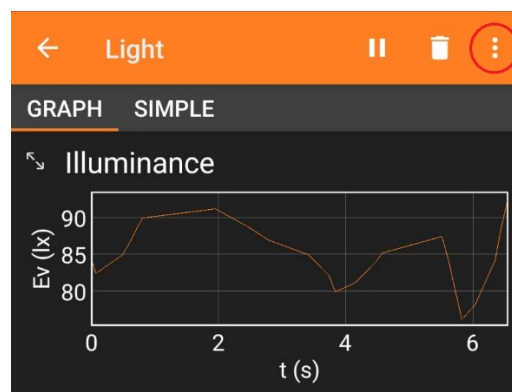 Light
GRAPH SIMPLE
Illuminance
90
85
80
Ev (lx)
0 2 4 6
t (s)